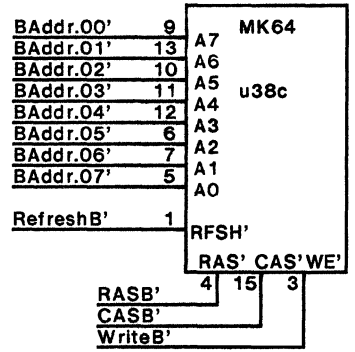 BAddr.00' 9 A7 MK64
BAddr.01' 13 A6
BAddr.02' 10 A5
BAddr.03' 11 A4 u38c
BAddr.04' 12 A3
BAddr.05' 6 A2
BAddr.06' 7 A1
BAddr.07' 5 A0
RefreshB' 1 RFSH'
RAS' CAS' WE'
4 15 3
RASB'
CASB'
WriteB'